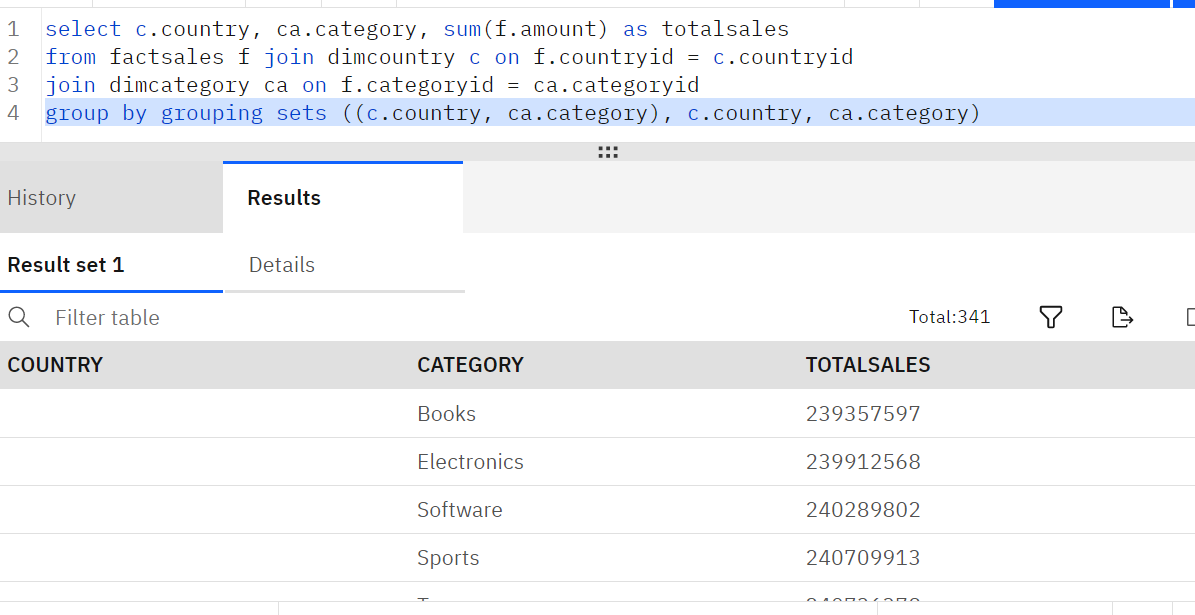 1 select c.country, ca.category, sum(f.amount) as totalsales
2 from factsales f join dimcountry c on f.countryid = c.countryid
3 join dimcategory ca on f.categoryid = ca.categoryid
4 group by grouping sets ((c.country, ca.category), c.country, ca.category)
History Results
Result set 1 Details
Filter table Total:341
COUNTRY CATEGORY TOTALSALES
Books 239357597
Electronics 239912568
Software 240289802
Sports 240709913